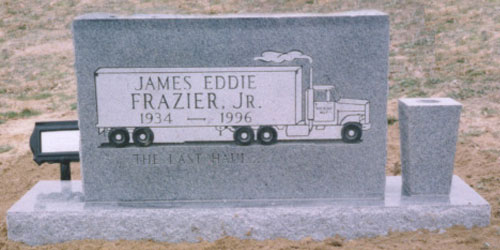 JAMES EDDIE
FRAZIER, JR.
1934 — 1996
THE LAST HAUL